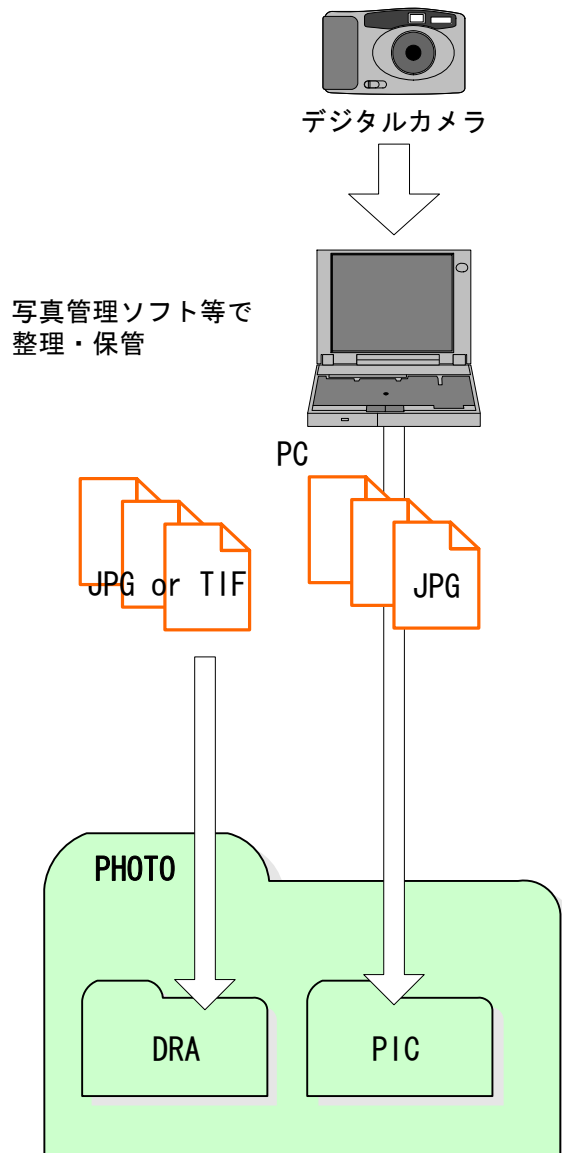 デジタルカメラ
写真管理ソフト等で
整理・保管
PC
JPG or TIF
JPG
PHOTO
DRA
PIC